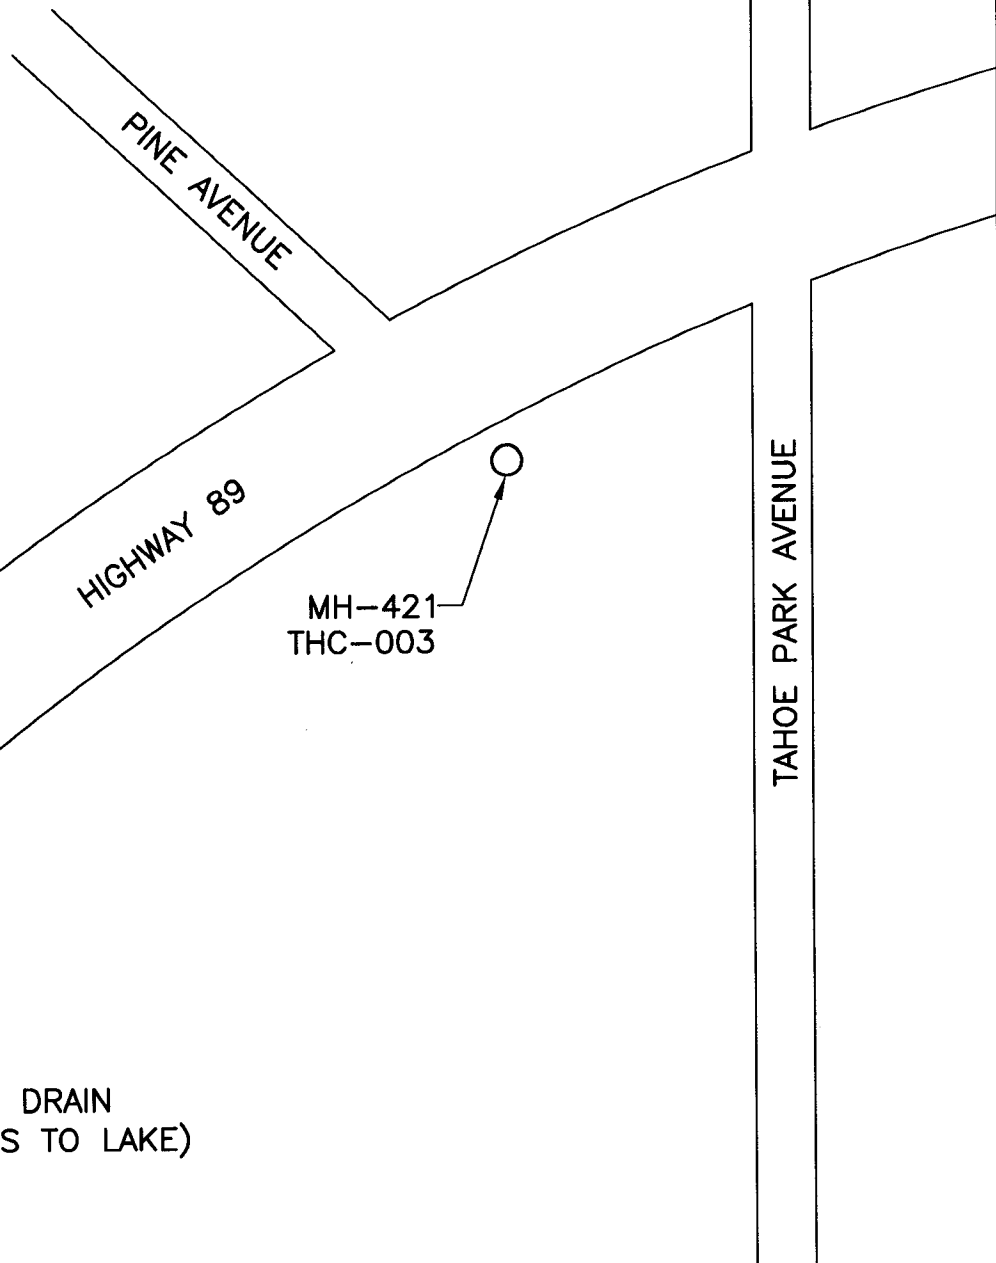 PINE AVENUE
HIGHWAY 89
MH-421
THC-003
TAHOE PARK AVENUE
DRAIN
S TO LAKE)